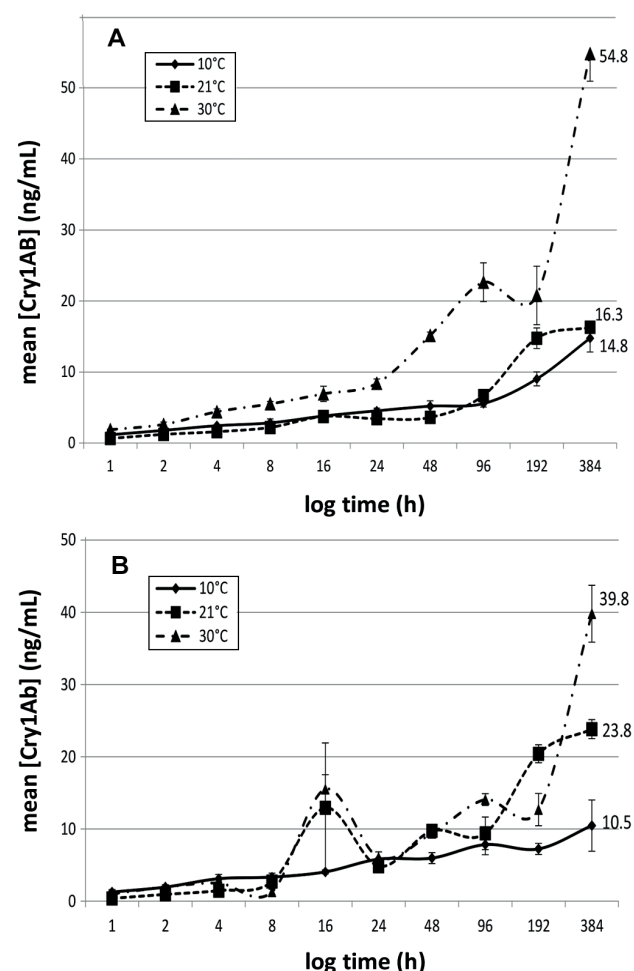 A
10°C
21°C
30°C
mean [Cry1AB] (ng/mL)
50
40
30
20
10
0
54.8
16.3
14.8
1 2 4 8 16 24 48 96 192 384
log time (h)
B
10°C
21°C
30°C
mean [Cry1Ab] (ng/mL)
50
40
30
20
10
0
39.8
23.8
10.5
1 2 4 8 16 24 48 96 192 384
log time (h)